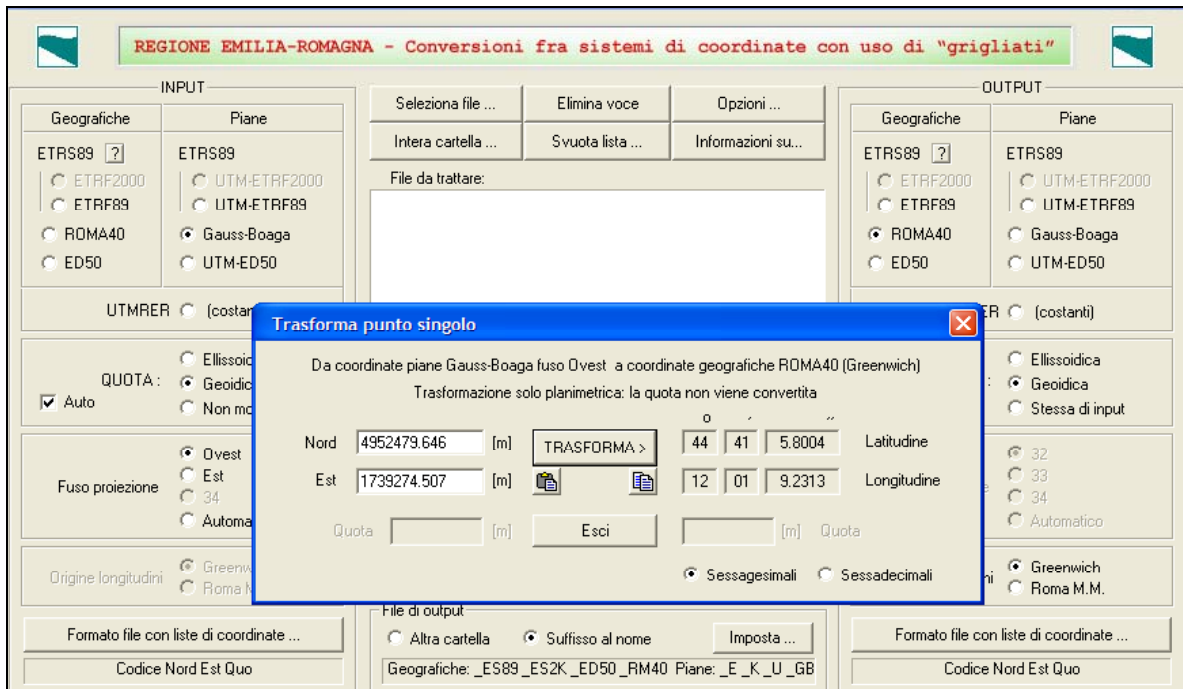 REGIONE EMILIA-ROMAGNA - Conversioni fra sistemi di coordinate con uso di "grigliati"
INPUT
Geografiche Piane
ETRS89 ? ETRS89
ETRF2000 UTM-ETRF2000
ETRF89 UTM-ETRF89
ROMA40 Gauss-Boaga
ED50 UTM-ED50
UTMRER
QUOTA:
Auto
Fuso proiezione
Ovest
Est
34
Origine longitudini
Roma
Formato file con liste di coordinate ...
Codice Nord Est Quo
Seleziona file ... Elimina voce Opzioni ...
Intera cartella ... Svuota lista ... Informazioni su...
File da trattare:
Trasforma punto singolo
Da coordinate piane Gauss-Boaga fuso Ovest a coordinate geografiche ROMA40 (Greenwich)
Trasformazione solo planimetrica: la quota non viene convertita
o ' ''
Nord 4952479.646 [m] TRASFORMA > 44 41 5.8004 Latitudine
Est 1739274.507 [m] 12 01 9.2313 Longitudine
Quota [m] Esci [m] Quota
Sessagesimali Sessadecimali
File di output
Altra cartella Suffisso al nome Imposta ...
Geografiche: _ES89 _ES2K _ED50 _RM40 Piane: _E _K _U _GB
OUTPUT
Geografiche Piane
ETRS89 ? ETRS89
ETRF2000 UTM-ETRF2000
ETRF89 UTM-ETRF89
ROMA40 Gauss-Boaga
ED50 UTM-ED50
(costanti)
Ellissoidica
Geoidica
Stessa di input
32
33
34
Automatico
Greenwich
Roma M.M.
Formato file con liste di coordinate ...
Codice Nord Est Quo